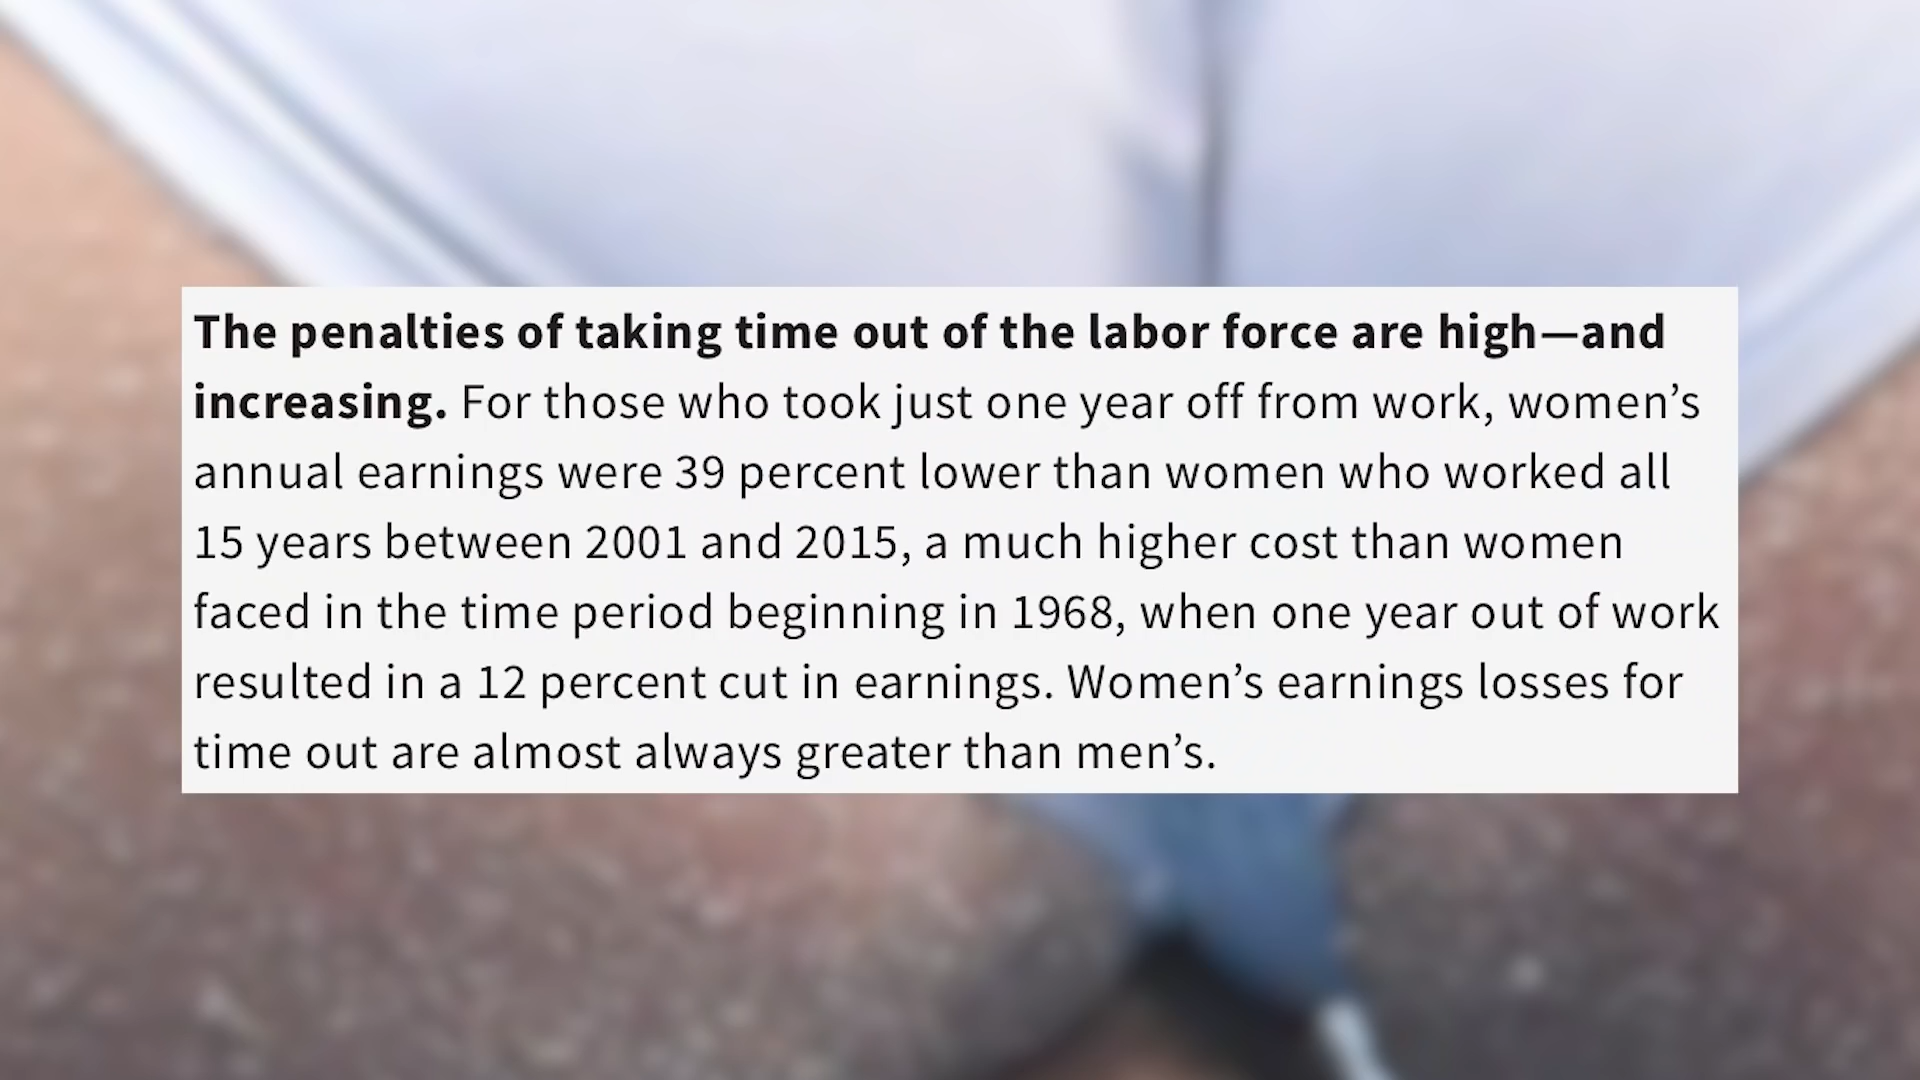 The penalties of taking time out of the labor force are high—and
increasing. For those who took just one year off from work, women’s
annual earnings were 39 percent lower than women who worked all
15 years between 2001 and 2015, a much higher cost than women
faced in the time period beginning in 1968, when one year out of work
resulted in a 12 percent cut in earnings. Women’s earnings losses for
time out are almost always greater than men’s.